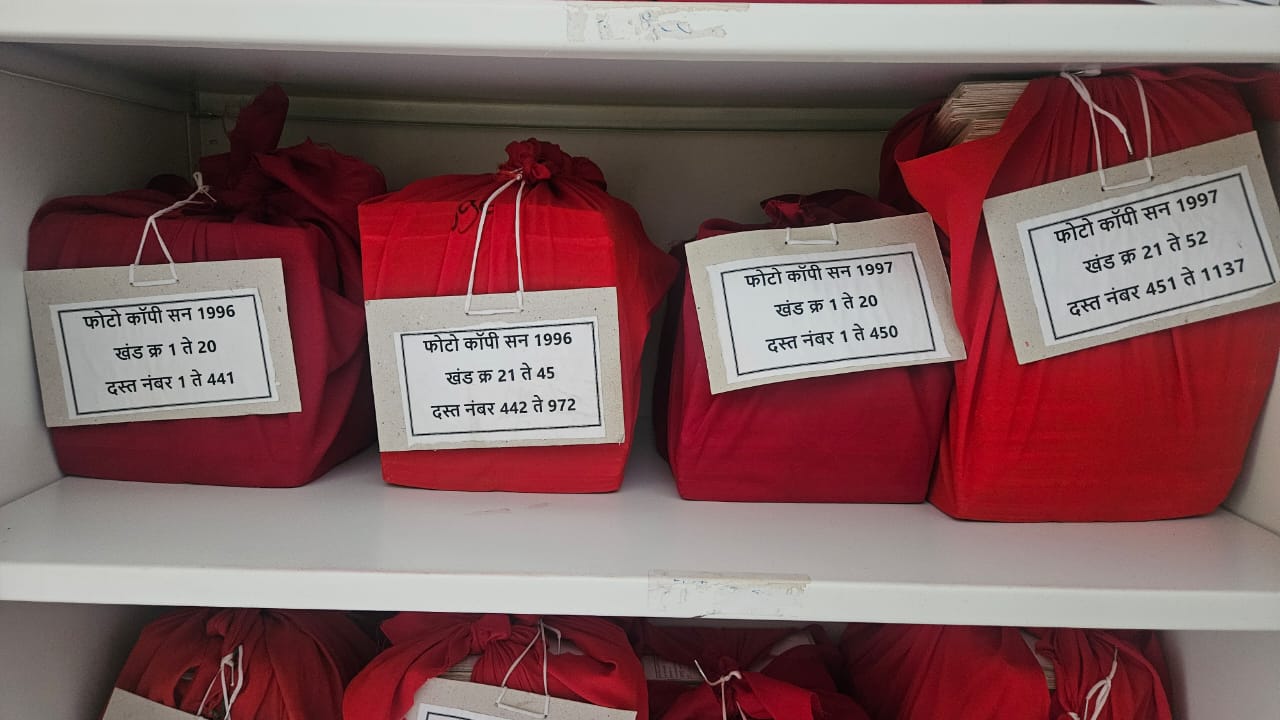 फोटो कॉपी सन 1996
खंड क्र 1 ते 20
दस्त नंबर 1 ते 441
फोटो कॉपी सन 1996
खंड क्र 21 ते 45
दस्त नंबर 442 ते 972
फोटो कॉपी सन 1997
खंड क्र 1 ते 20
दस्त नंबर 1 ते 450
फोटो कॉपी सन 1997
खंड क्र 21 ते 52
दस्त नंबर 451 ते 1137